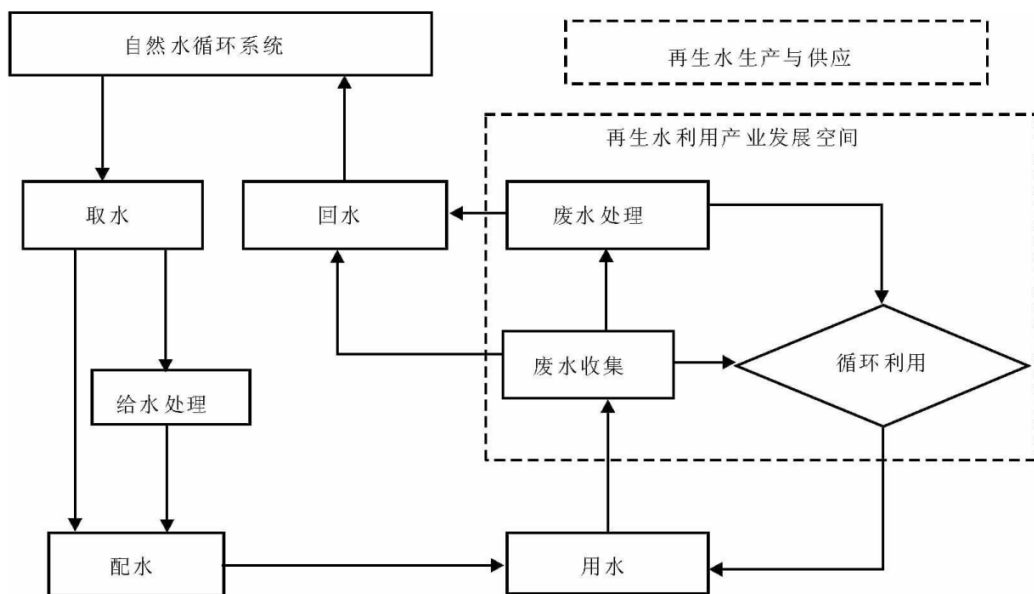 自然水循环系统
再生水生产与供应
再生水利用产业发展空间
取水
回水
废水处理
废水收集
循环利用
给水处理
配水
用水